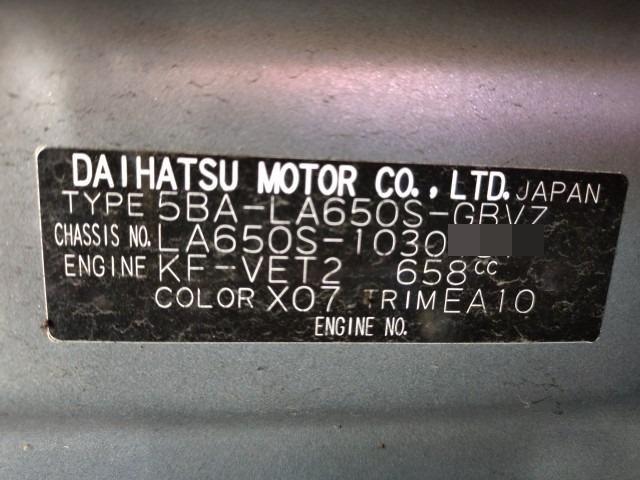 DAIHATSU MOTOR CO., LTD. JAPAN
TYPE 5BA-LA650S-GBVZ
CHASSIS NO. LA650S-1030
ENGINE KF-VET2 658cc
COLOR X07 TRIM EA10
ENGINE NO.